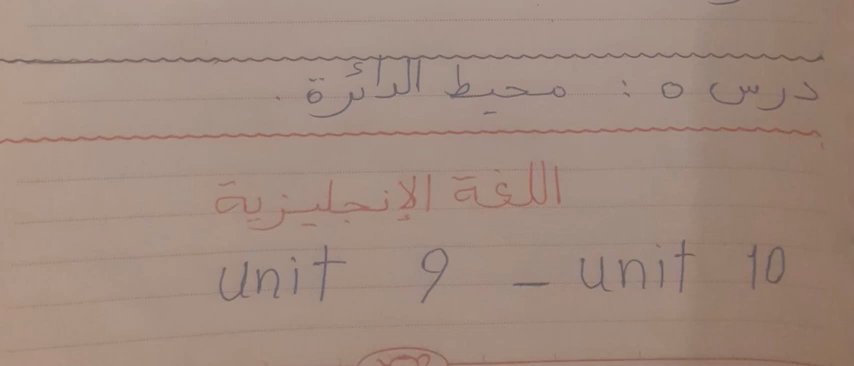 درس ٥ : محيط الدائرة .
اللغة الإنجليزية
unit 9 - unit 10